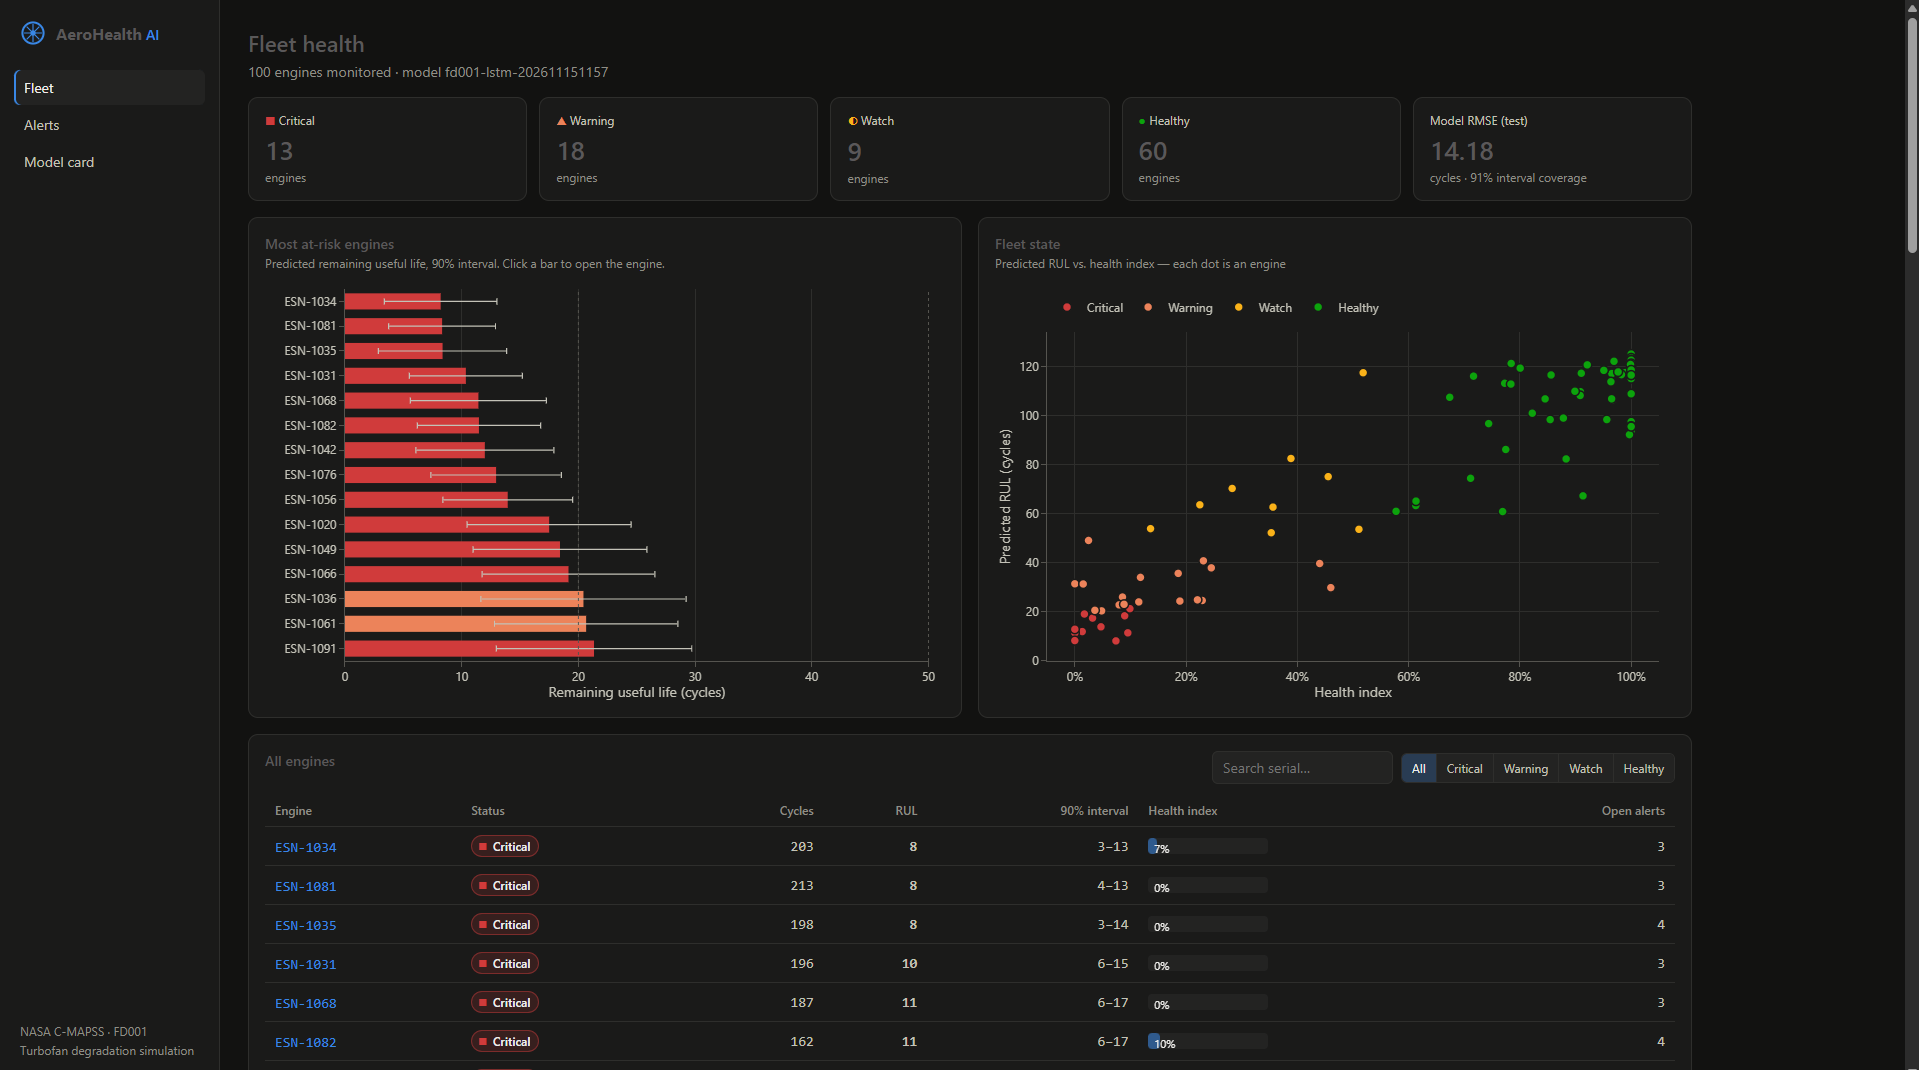 AeroHealth AI
Fleet
Alerts
Model card
NASA C-MAPSS · FD001
Turbofan degradation simulation
Fleet health
100 engines monitored · model fd001-lstm-202611151157
Critical
13
engines
Warning
18
engines
Watch
9
engines
Healthy
60
engines
Model RMSE (test)
14.18
cycles · 91% interval coverage
Most at-risk engines
Predicted remaining useful life, 90% interval. Click a bar to open the engine.
ESN-1034
ESN-1081
ESN-1035
ESN-1031
ESN-1068
ESN-1082
ESN-1042
ESN-1076
ESN-1056
ESN-1020
ESN-1049
ESN-1066
ESN-1036
ESN-1061
ESN-1091
0 10 20 30 40 50
Remaining useful life (cycles)
Fleet state
Predicted RUL vs. health index — each dot is an engine
Critical Warning Watch Healthy
Predicted RUL (cycles)
120
100
80
60
40
20
0
0% 20% 40% 60% 80% 100%
Health index
All engines
Search serial...
All Critical Warning Watch Healthy
Engine Status Cycles RUL 90% interval Health index Open alerts
ESN-1034 Critical 203 8 3–13 7% 3
ESN-1081 Critical 213 8 4–13 0% 3
ESN-1035 Critical 198 8 3–14 0% 4
ESN-1031 Critical 196 10 6–15 0% 3
ESN-1068 Critical 187 11 6–17 0% 3
ESN-1082 Critical 162 11 6–17 10% 4